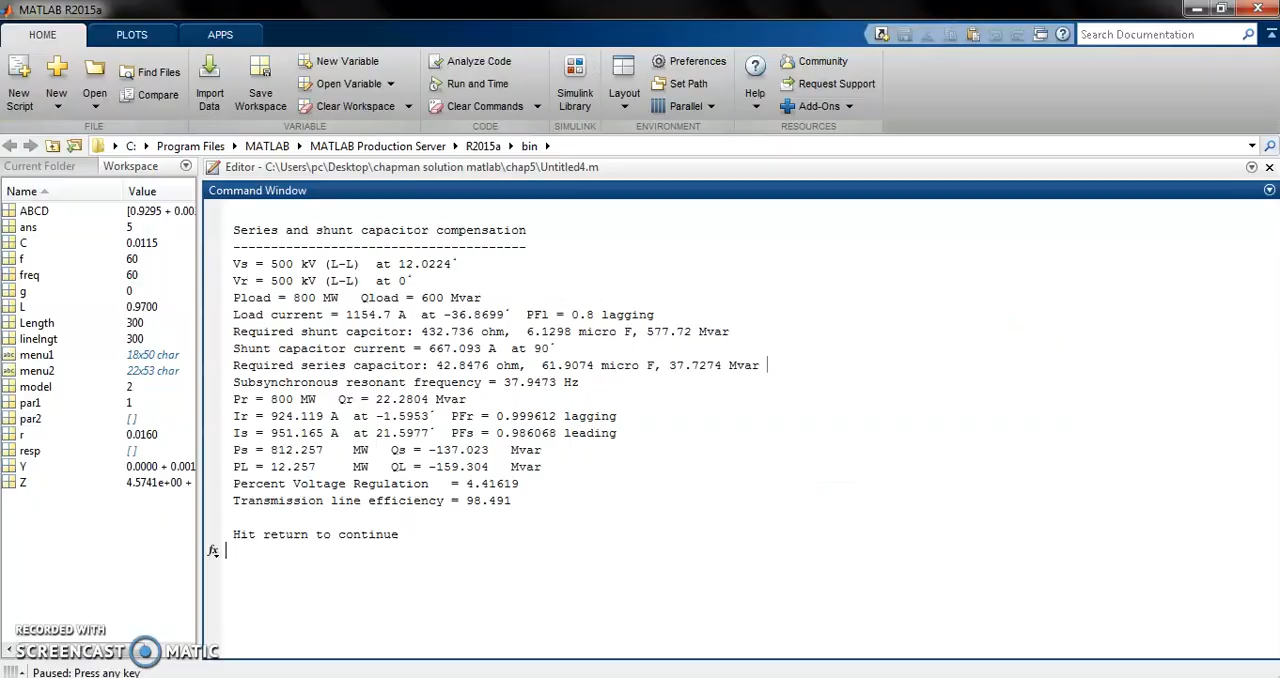 MATLAB R2015a
HOME PLOTS APPS
Search Documentation
New Script
New
Open
Find Files
Compare
Import Data
Save Workspace
New Variable
Open Variable
Clear Workspace
Analyze Code
Run and Time
Clear Commands
Simulink Library
Layout
Preferences
Set Path
Parallel
Help
Community
Request Support
Add-Ons
FILE VARIABLE CODE SIMULINK ENVIRONMENT RESOURCES
C: Program Files MATLAB MATLAB Production Server R2015a bin
Current Folder Workspace
Name Value
ABCD [0.9295 + 0.00
ans 5
C 0.0115
f 60
freq 60
g 0
L 0.9700
Length 300
linelngt 300
menu1 18x50 char
menu2 22x53 char
model 2
par1 1
par2 []
r 0.0160
resp []
Y 0.0000 + 0.001
Z 4.5741e+00 +
Editor - C:\Users\pc\Desktop\chapman solution matlab\chap5\Untitled4.m
Command Window
Series and shunt capacitor compensation
---------------------------------------
Vs = 500 kV (L-L) at 12.0224´
Vr = 500 kV (L-L) at 0´
Pload = 800 MW Qload = 600 Mvar
Load current = 1154.7 A at -36.8699´ PFl = 0.8 lagging
Required shunt capcitor: 432.736 ohm, 6.1298 micro F, 577.72 Mvar
Shunt capacitor current = 667.093 A at 90´
Required series capacitor: 42.8476 ohm, 61.9074 micro F, 37.7274 Mvar
Subsynchronous resonant frequency = 37.9473 Hz
Pr = 800 MW Qr = 22.2804 Mvar
Ir = 924.119 A at -1.5953´ PFr = 0.999612 lagging
Is = 951.165 A at 21.5977´ PFs = 0.986068 leading
Ps = 812.257 MW Qs = -137.023 Mvar
PL = 12.257 MW QL = -159.304 Mvar
Percent Voltage Regulation = 4.41619
Transmission line efficiency = 98.491
Hit return to continue
fx
RECORDED WITH
SCREENCAST MATIC
Paused: Press any key